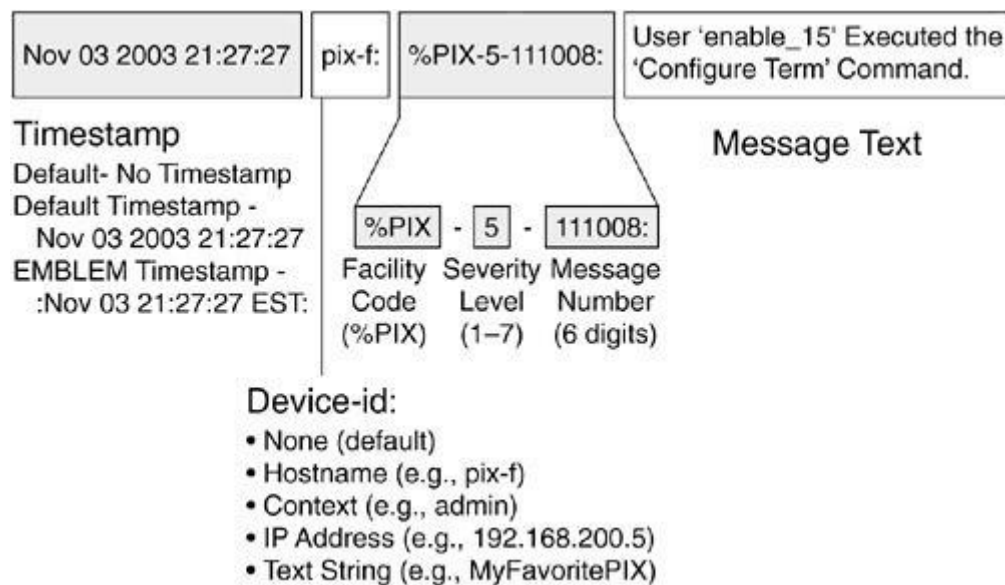 Nov 03 2003 21:27:27
pix-f:
%PIX-5-111008:
User ‘enable_15' Executed the
‘Configure Term’ Command.
Timestamp
Default- No Timestamp
Default Timestamp -
Nov 03 2003 21:27:27
EMBLEM Timestamp -
:Nov 03 21:27:27 EST:
Message Text
%PIX - 5 - 111008:
Facility Severity Message
Code Level Number
(%PIX) (1–7) (6 digits)
Device-id:
• None (default)
• Hostname (e.g., pix-f)
• Context (e.g., admin)
• IP Address (e.g., 192.168.200.5)
• Text String (e.g., MyFavoritePIX)